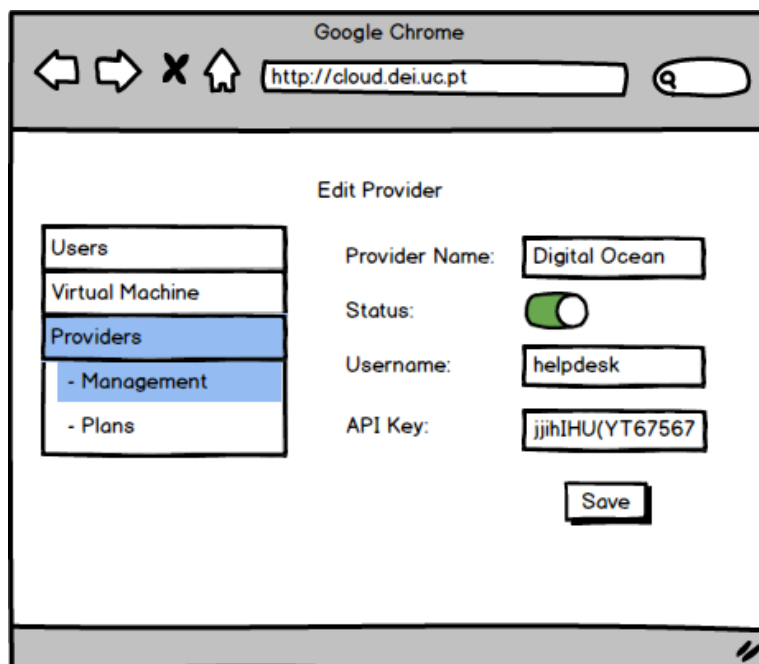 Google Chrome
http://cloud.dei.uc.pt
Edit Provider
Users
Virtual Machine
Providers
- Management
- Plans
Provider Name: Digital Ocean
Status:
Username: helpdesk
API Key: jjihIHU(YT67567
Save